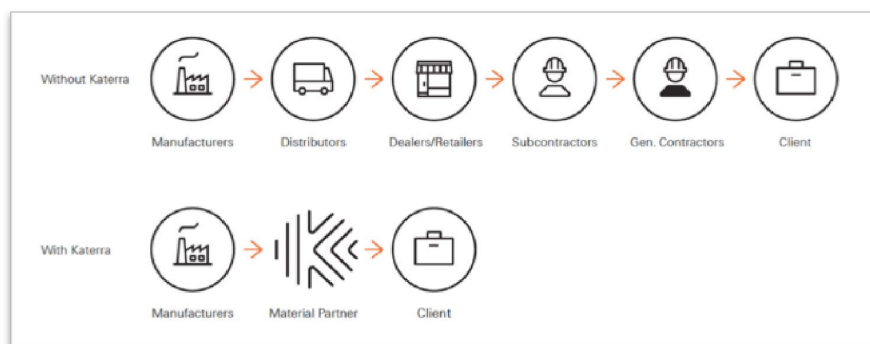 Without Katerra
Manufacturers
Distributors
Dealers/Retailers
Subcontractors
Gen. Contractors
Client
With Katerra
Manufacturers
Material Partner
Client